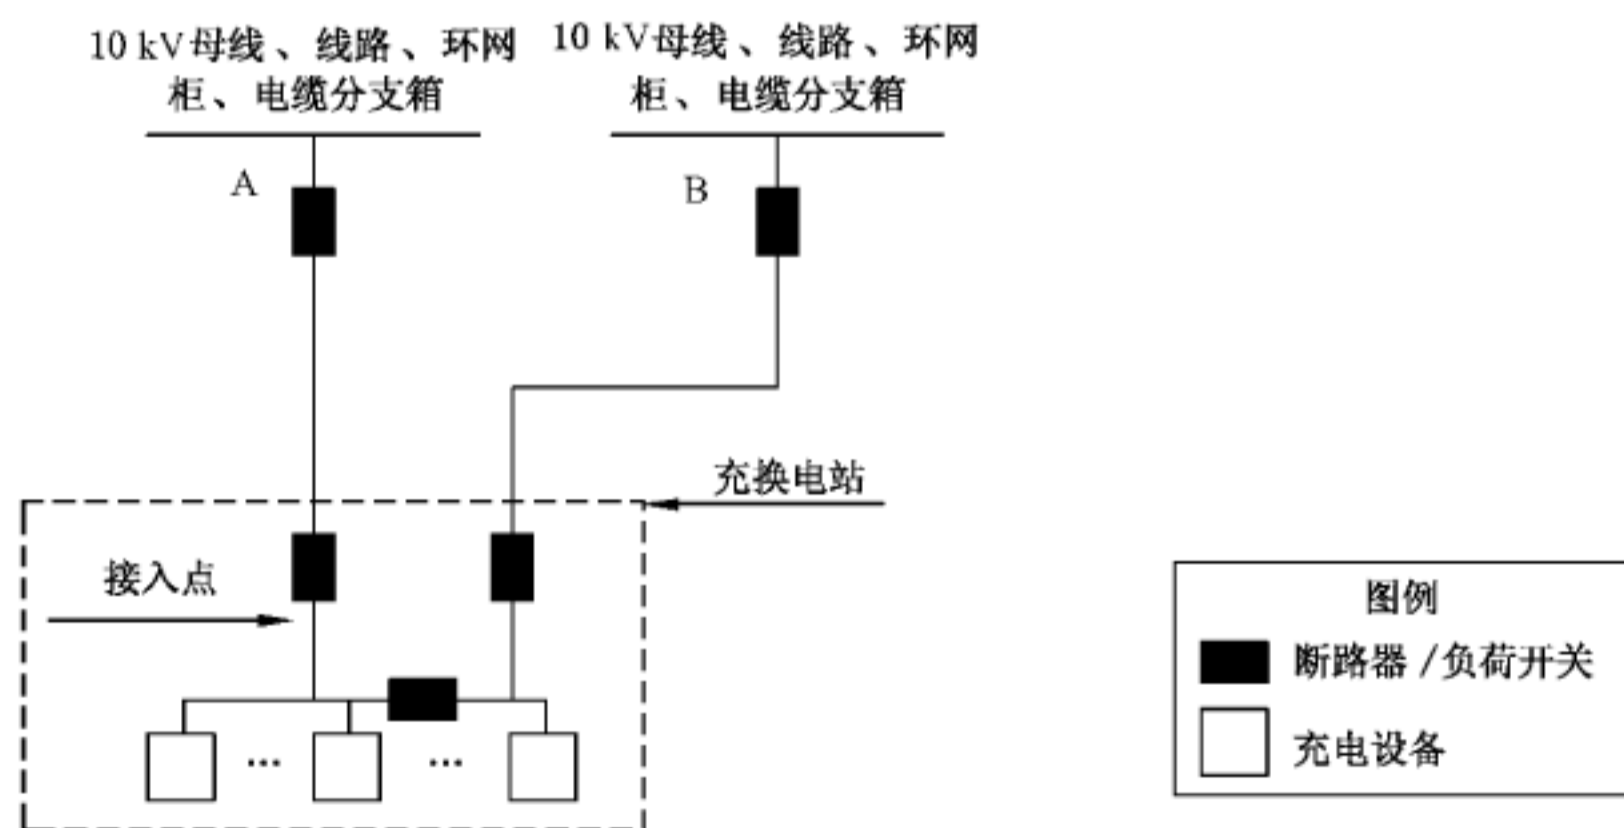 10 kV母线、线路、环网
柜、电缆分支箱
10 kV母线、线路、环网
柜、电缆分支箱
A
B
充换电站
接入点
...
...
图例
断路器/负荷开关
充电设备